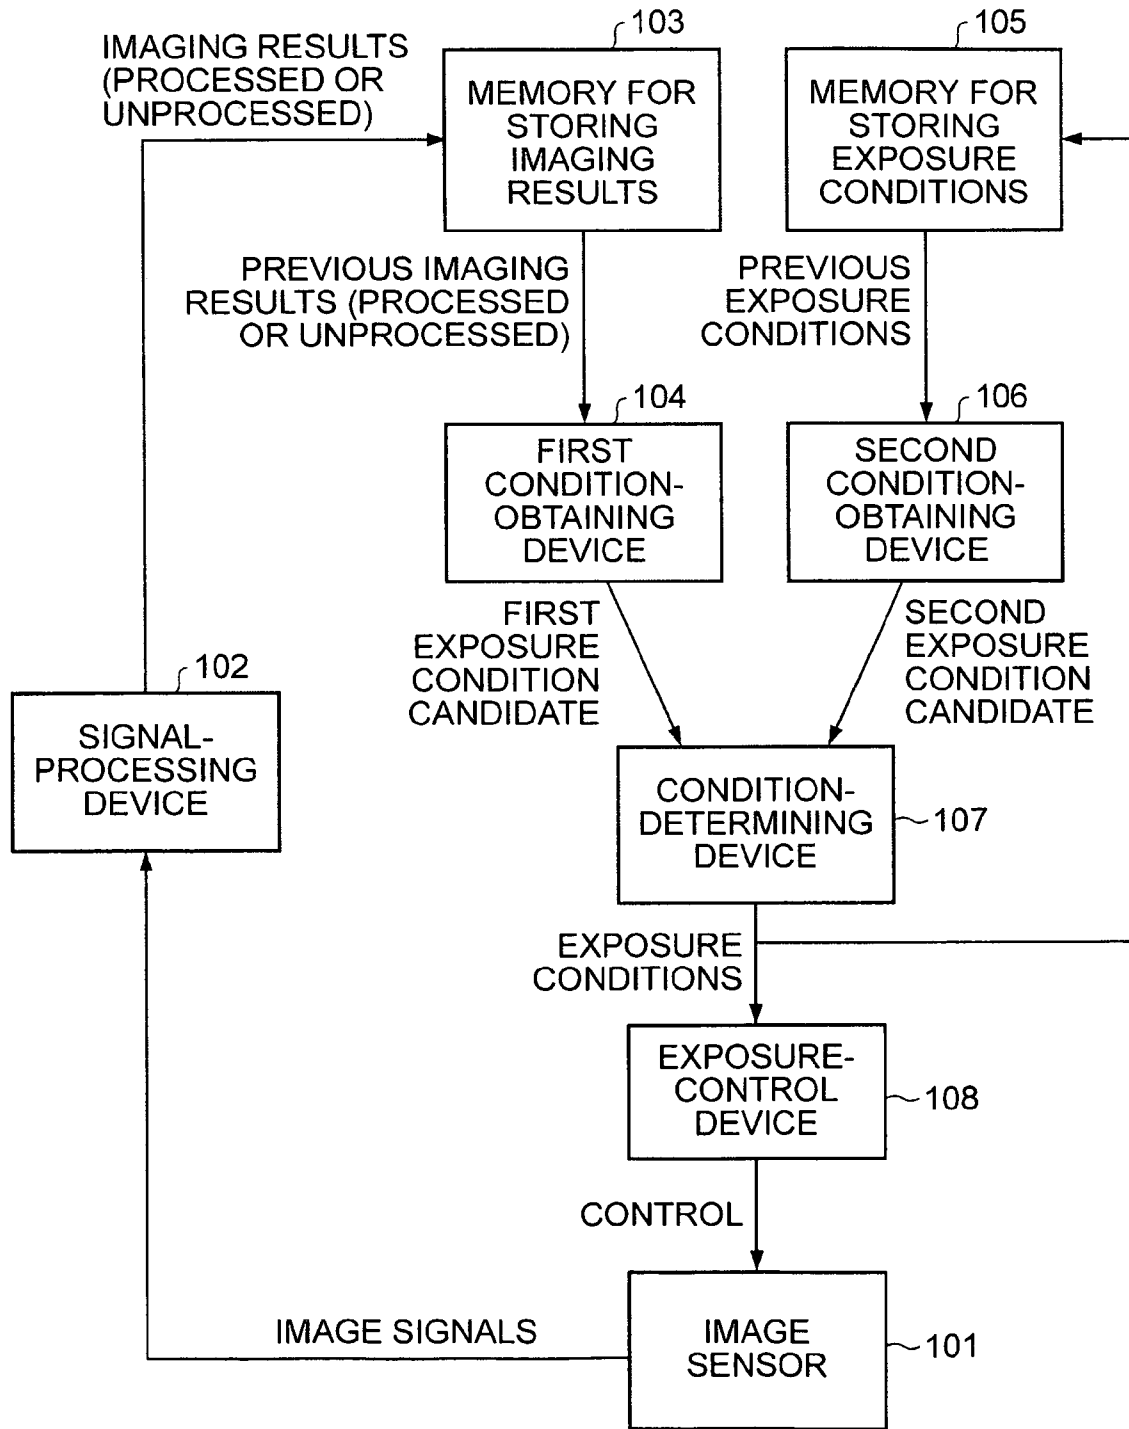 IMAGING RESULTS
(PROCESSED OR
UNPROCESSED)
103
MEMORY FOR
STORING
IMAGING
RESULTS
105
MEMORY FOR
STORING
EXPOSURE
CONDITIONS
PREVIOUS IMAGING
RESULTS (PROCESSED
OR UNPROCESSED)
PREVIOUS
EXPOSURE
CONDITIONS
104
FIRST
CONDITION-
OBTAINING
DEVICE
106
SECOND
CONDITION-
OBTAINING
DEVICE
FIRST
EXPOSURE
CONDITION
CANDIDATE
SECOND
EXPOSURE
CONDITION
CANDIDATE
102
SIGNAL-
PROCESSING
DEVICE
CONDITION-
DETERMINING
DEVICE
107
EXPOSURE
CONDITIONS
EXPOSURE-
CONTROL
DEVICE
108
CONTROL
IMAGE SIGNALS
IMAGE
SENSOR
101